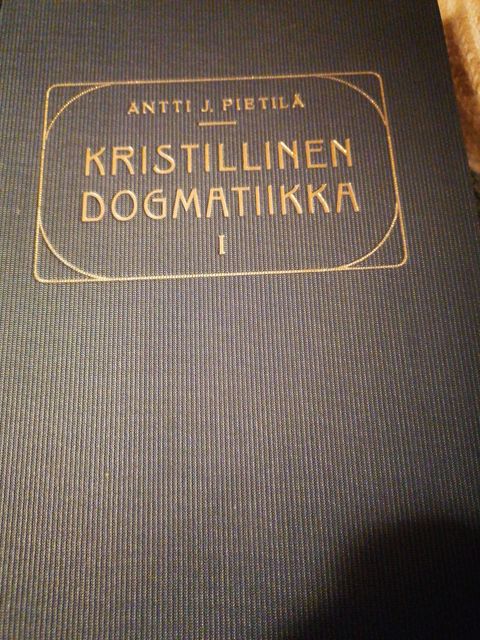 ANTTI J. PIETILÄ
KRISTILLINEN
DOGMATIIKKA
I